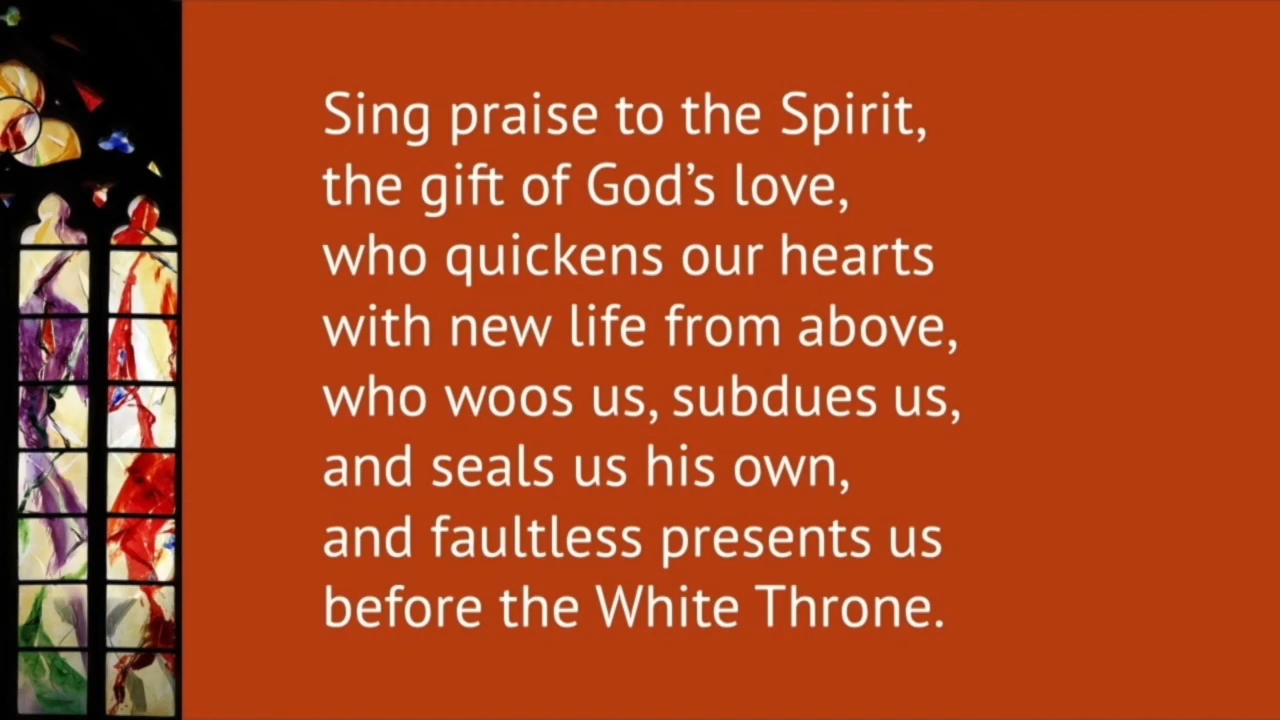 Sing praise to the Spirit,
the gift of God’s love,
who quickens our hearts
with new life from above,
who woos us, subdues us,
and seals us his own,
and faultless presents us
before the White Throne.